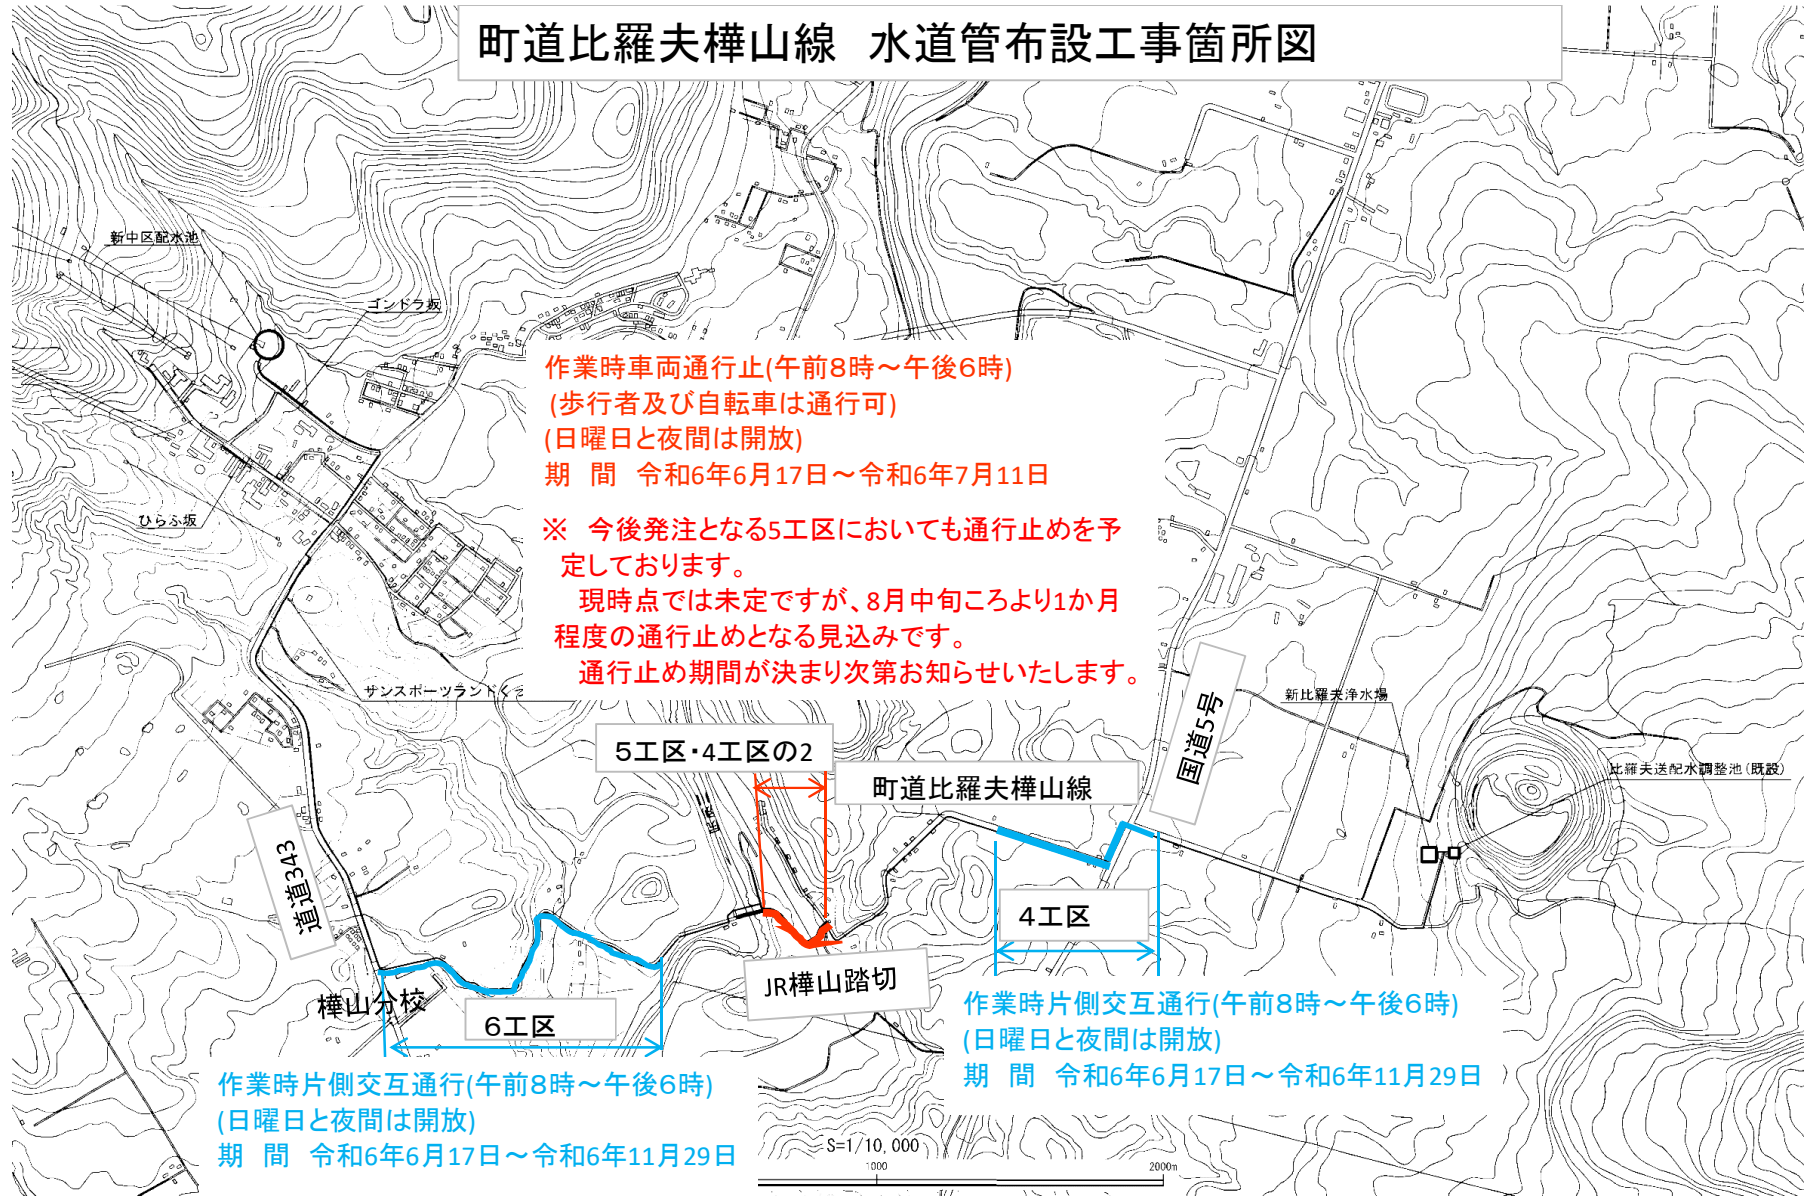 町道比羅夫樺山線 水道管布設工事箇所図
新中区配水池
ゴンドラ坂
作業時車両通行止(午前8時～午後6時)
(歩行者及び自転車は通行可)
(日曜日と夜間は開放)
期 間 令和6年6月17日～令和6年7月11日
ひらふ坂
※ 今後発注となる5工区においても通行止めを予
定しております。
現時点では未定ですが、8月中旬ころより1か月
程度の通行止めとなる見込みです。
通行止め期間が決まり次第お知らせいたします。
サンスポーツランドくっ
新比羅夫浄水場
国道5号
5工区・4工区の2
比羅夫送配水調整池(既設)
町道比羅夫樺山線
道道343
4工区
JR樺山踏切
樺山分校
6工区
作業時片側交互通行(午前8時～午後6時)
(日曜日と夜間は開放)
期 間 令和6年6月17日～令和6年11月29日
作業時片側交互通行(午前8時～午後6時)
(日曜日と夜間は開放)
期 間 令和6年6月17日～令和6年11月29日
S=1/10,000
1000
2000m